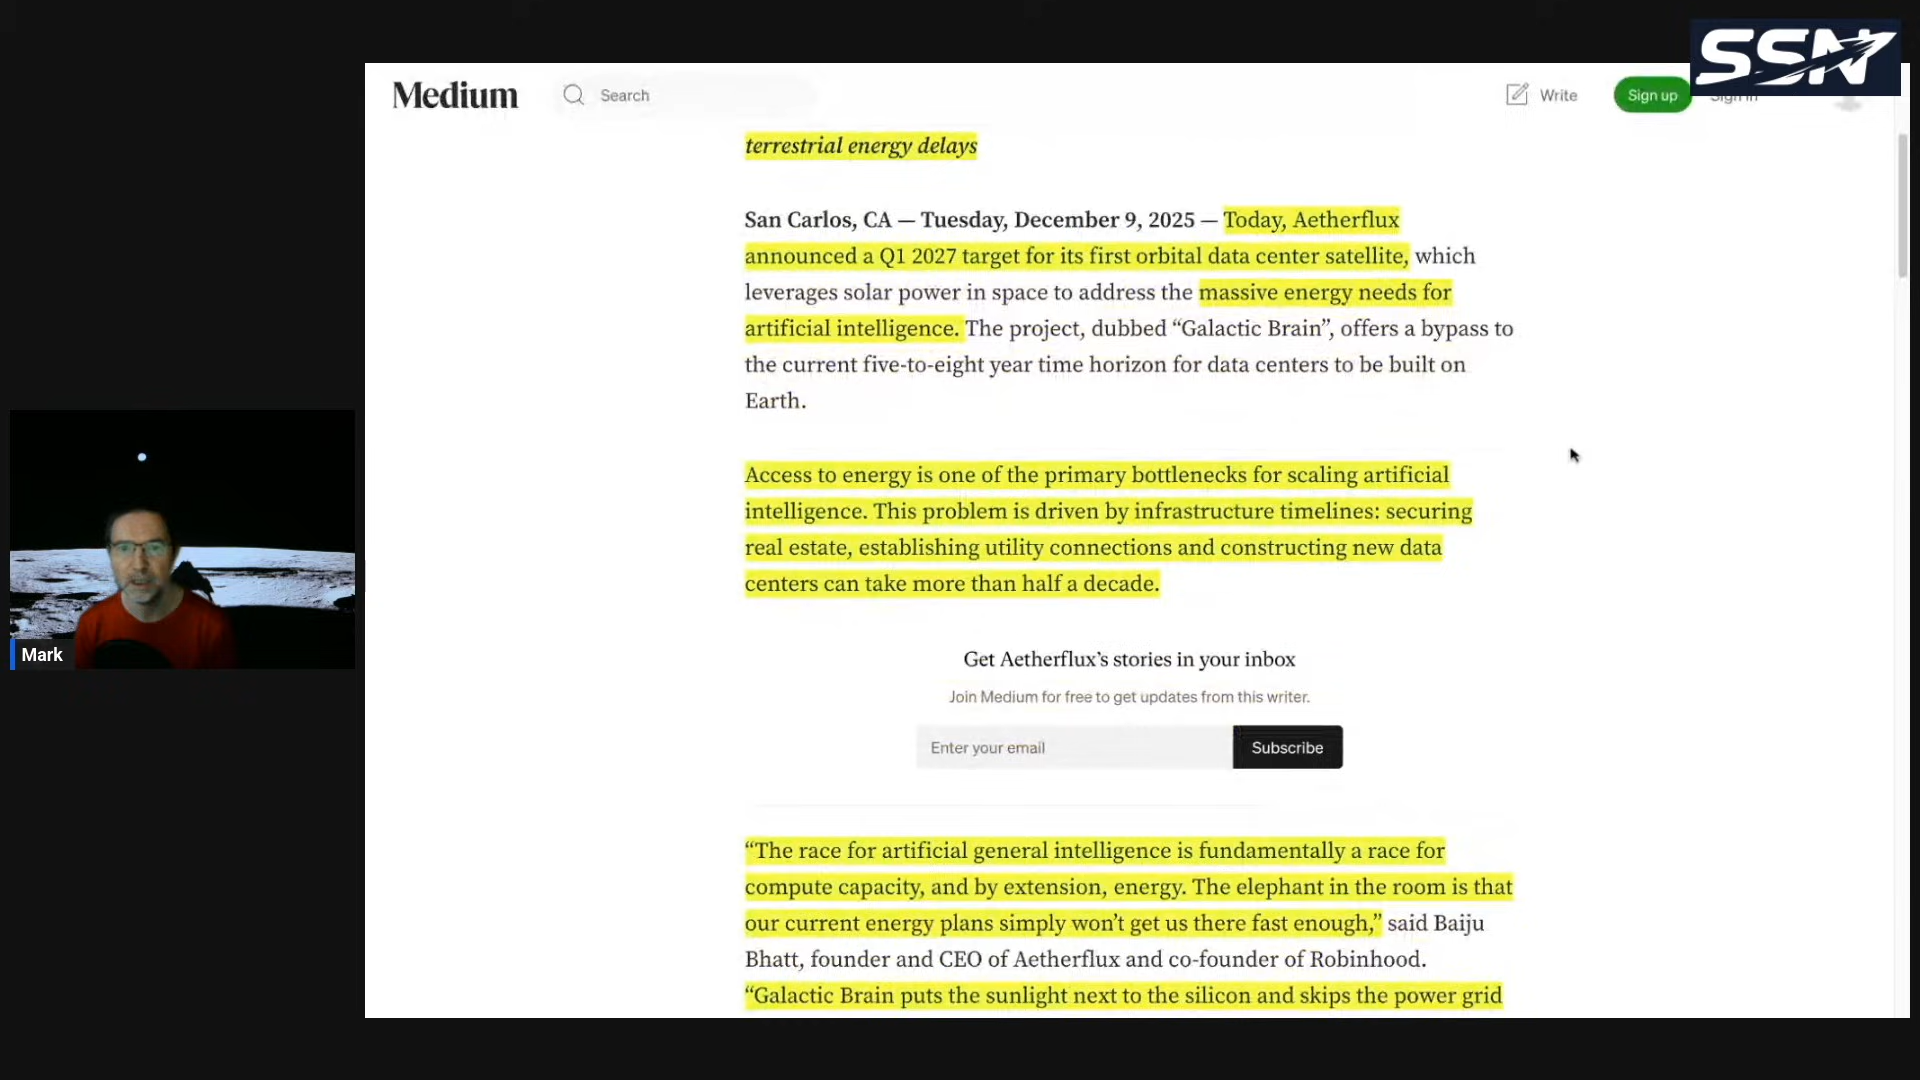 SSN
Medium
Search
Write
Sign up
Sign in
terrestrial energy delays
San Carlos, CA — Tuesday, December 9, 2025 — Today, Aetherflux
announced a Q1 2027 target for its first orbital data center satellite, which
leverages solar power in space to address the massive energy needs for
artificial intelligence. The project, dubbed “Galactic Brain”, offers a bypass to
the current five-to-eight year time horizon for data centers to be built on
Earth.
Access to energy is one of the primary bottlenecks for scaling artificial
intelligence. This problem is driven by infrastructure timelines: securing
real estate, establishing utility connections and constructing new data
centers can take more than half a decade.
Get Aetherflux’s stories in your inbox
Join Medium for free to get updates from this writer.
Enter your email
Subscribe
“The race for artificial general intelligence is fundamentally a race for
compute capacity, and by extension, energy. The elephant in the room is that
our current energy plans simply won’t get us there fast enough,” said Baiju
Bhatt, founder and CEO of Aetherflux and co-founder of Robinhood.
“Galactic Brain puts the sunlight next to the silicon and skips the power grid
Mark